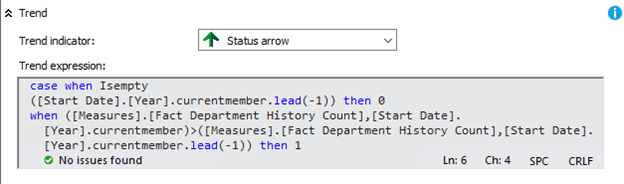 Trend
Trend indicator:
Status arrow
Trend expression:
case when Isempty
([Start Date].[Year].currentmember.lead(-1)) then 0
when ([Measures].[Fact Department History Count],[Start Date].
[Year].currentmember)>([Measures].[Fact Department History Count],[Start Date].
[Year].currentmember.lead(-1)) then 1
No issues found Ln: 6 Ch: 4 SPC CRLF